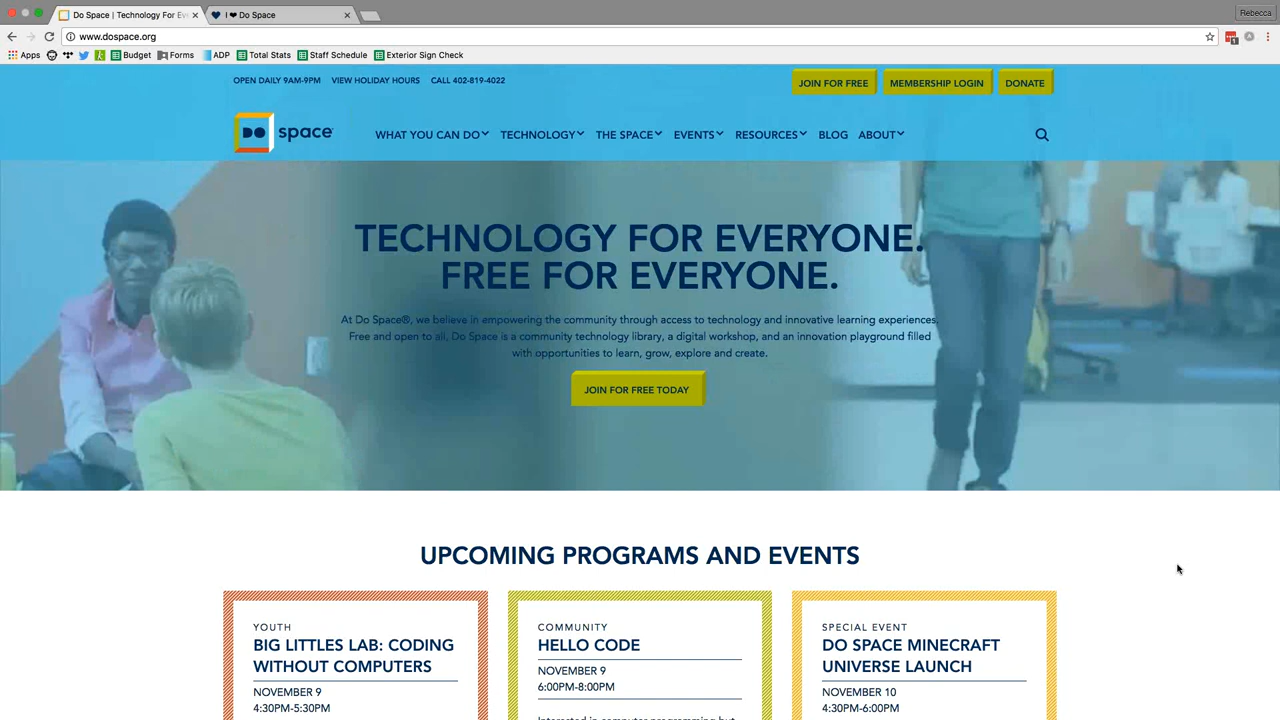 Do Space | Technology For Ev
I ❤ Do Space
Rebecca
www.dospace.org
Apps
Budget
Forms
ADP
Total Stats
Staff Schedule
Exterior Sign Check
OPEN DAILY 9AM-9PM
VIEW HOLIDAY HOURS
CALL 402-819-4022
JOIN FOR FREE
MEMBERSHIP LOGIN
DONATE
DO space
WHAT YOU CAN DO
TECHNOLOGY
THE SPACE
EVENTS
RESOURCES
BLOG
ABOUT
TECHNOLOGY FOR EVERYONE.
FREE FOR EVERYONE.
At Do Space®, we believe in empowering the community through access to technology and innovative learning experiences.
Free and open to all, Do Space is a community technology library, a digital workshop, and an innovation playground filled
with opportunities to learn, grow, explore and create.
JOIN FOR FREE TODAY
UPCOMING PROGRAMS AND EVENTS
YOUTH
BIG LITTLES LAB: CODING
WITHOUT COMPUTERS
NOVEMBER 9
4:30PM-5:30PM
COMMUNITY
HELLO CODE
NOVEMBER 9
6:00PM-8:00PM
Interested in computer programming but
SPECIAL EVENT
DO SPACE MINECRAFT
UNIVERSE LAUNCH
NOVEMBER 10
4:30PM-6:00PM